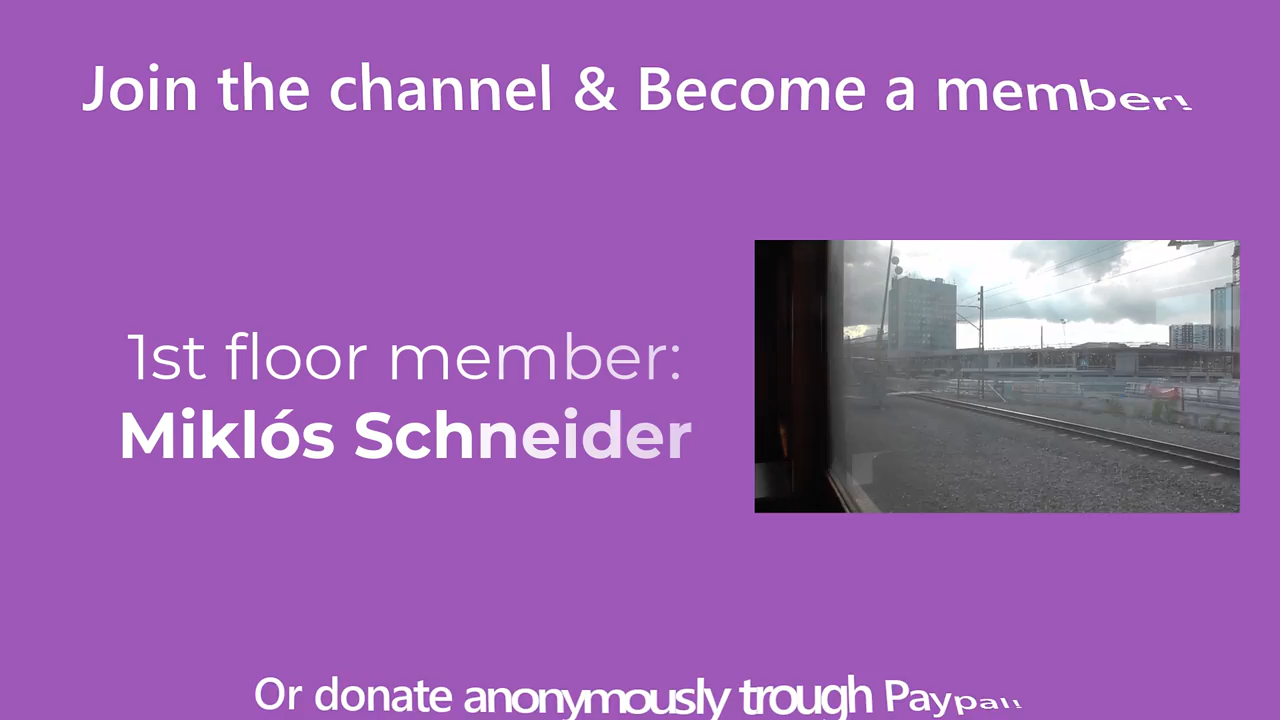 Join the channel & Become a member!
1st floor member:
Miklós Schneider
Or donate anonymously trough Paypal!